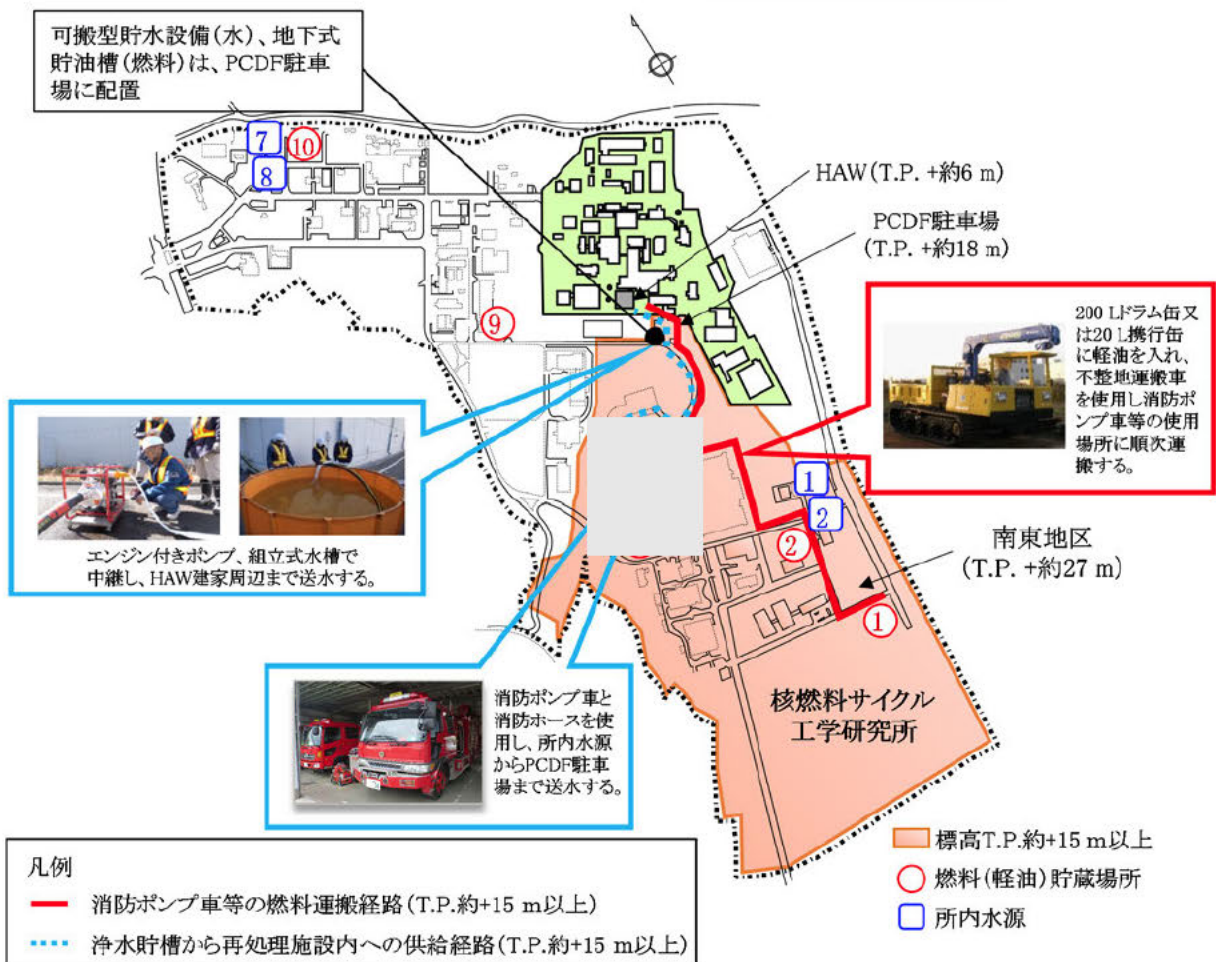 可搬型貯水設備(水)、地下式
貯油槽(燃料)は、PCDF駐車
場に配置
7
10
8
HAW(T.P. +約6 m)
PCDF駐車場
(T.P. +約18 m)
9
200 Lドラム缶又
は20 L携行缶
に軽油を入れ、
不整地運搬車
を使用し消防ポ
ンプ車等の使用
場所に順次運
搬する。
エンジン付きポンプ、組立式水槽で
中継し、HAW建家周辺まで送水する。
1
2
2
南東地区
(T.P. +約27 m)
1
消防ポンプ車と
消防ホースを使
用し、所内水源
からPCDF駐車
場まで送水する。
核燃料サイクル
工学研究所
標高T.P.約+15 m以上
燃料(軽油)貯蔵場所
所内水源
凡例
消防ポンプ車等の燃料運搬経路(T.P.約+15 m以上)
浄水貯槽から再処理施設内への供給経路(T.P.約+15 m以上)